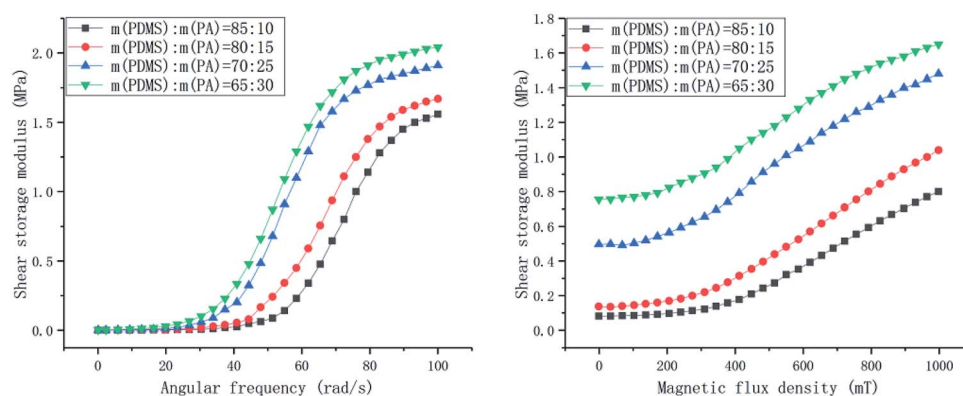 m(PDMS):m(PA)=85:10
m(PDMS):m(PA)=80:15
m(PDMS):m(PA)=70:25
m(PDMS):m(PA)=65:30
Shear storage modulus (MPa)
2.0
1.5
1.0
0.5
0.0
0 20 40 60 80 100
Angular frequency (rad/s)
m(PDMS):m(PA)=85:10
m(PDMS):m(PA)=80:15
m(PDMS):m(PA)=70:25
m(PDMS):m(PA)=65:30
Shear storage modulus (MPa)
1.8
1.6
1.4
1.2
1.0
0.8
0.6
0.4
0.2
0.0
0 200 400 600 800 1000
Magnetic flux density (mT)